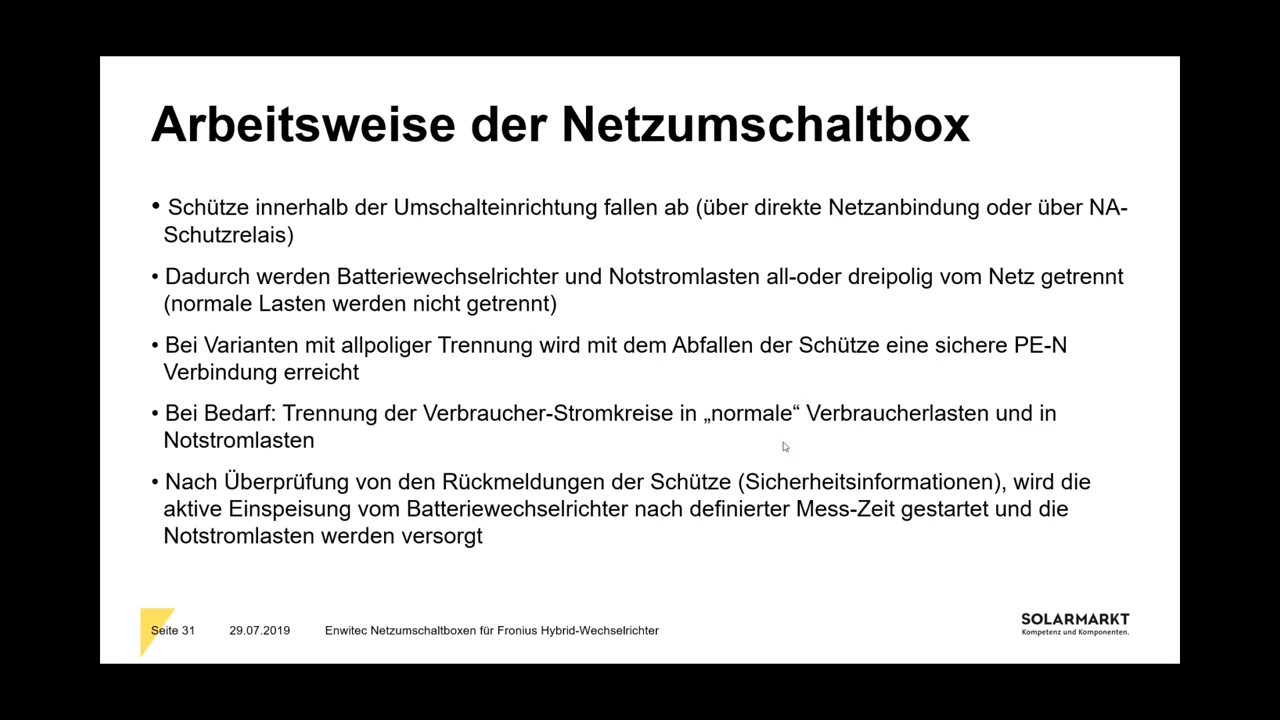 Arbeitsweise der Netzumschaltbox
• Schütze innerhalb der Umschalteinrichtung fallen ab (über direkte Netzanbindung oder über NA-
Schutzrelais)
• Dadurch werden Batteriewechselrichter und Notstromlasten all-oder dreipolig vom Netz getrennt
(normale Lasten werden nicht getrennt)
• Bei Varianten mit allpoliger Trennung wird mit dem Abfallen der Schütze eine sichere PE-N
Verbindung erreicht
• Bei Bedarf: Trennung der Verbraucher-Stromkreise in „normale“ Verbraucherlasten und in
Notstromlasten
• Nach Überprüfung von den Rückmeldungen der Schütze (Sicherheitsinformationen), wird die
aktive Einspeisung vom Batteriewechselrichter nach definierter Mess-Zeit gestartet und die
Notstromlasten werden versorgt
Seite 31 29.07.2019 Enwitec Netzumschaltboxen für Fronius Hybrid-Wechselrichter
SOLARMARKT
Kompetenz und Komponenten.